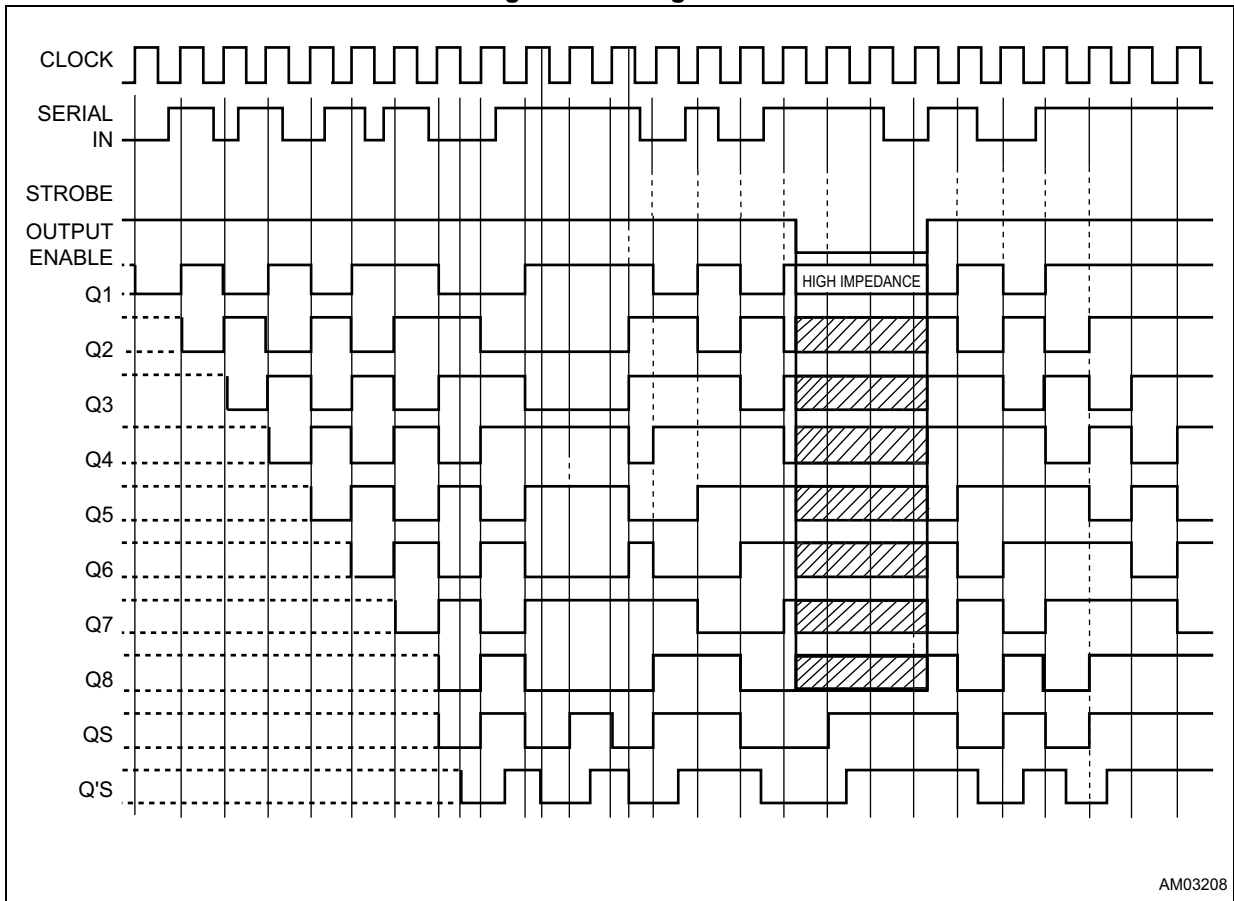 CLOCK
SERIAL
IN
STROBE
OUTPUT
ENABLE
Q1
HIGH IMPEDANCE
Q2
Q3
Q4
Q5
Q6
Q7
Q8
QS
Q'S
AM03208